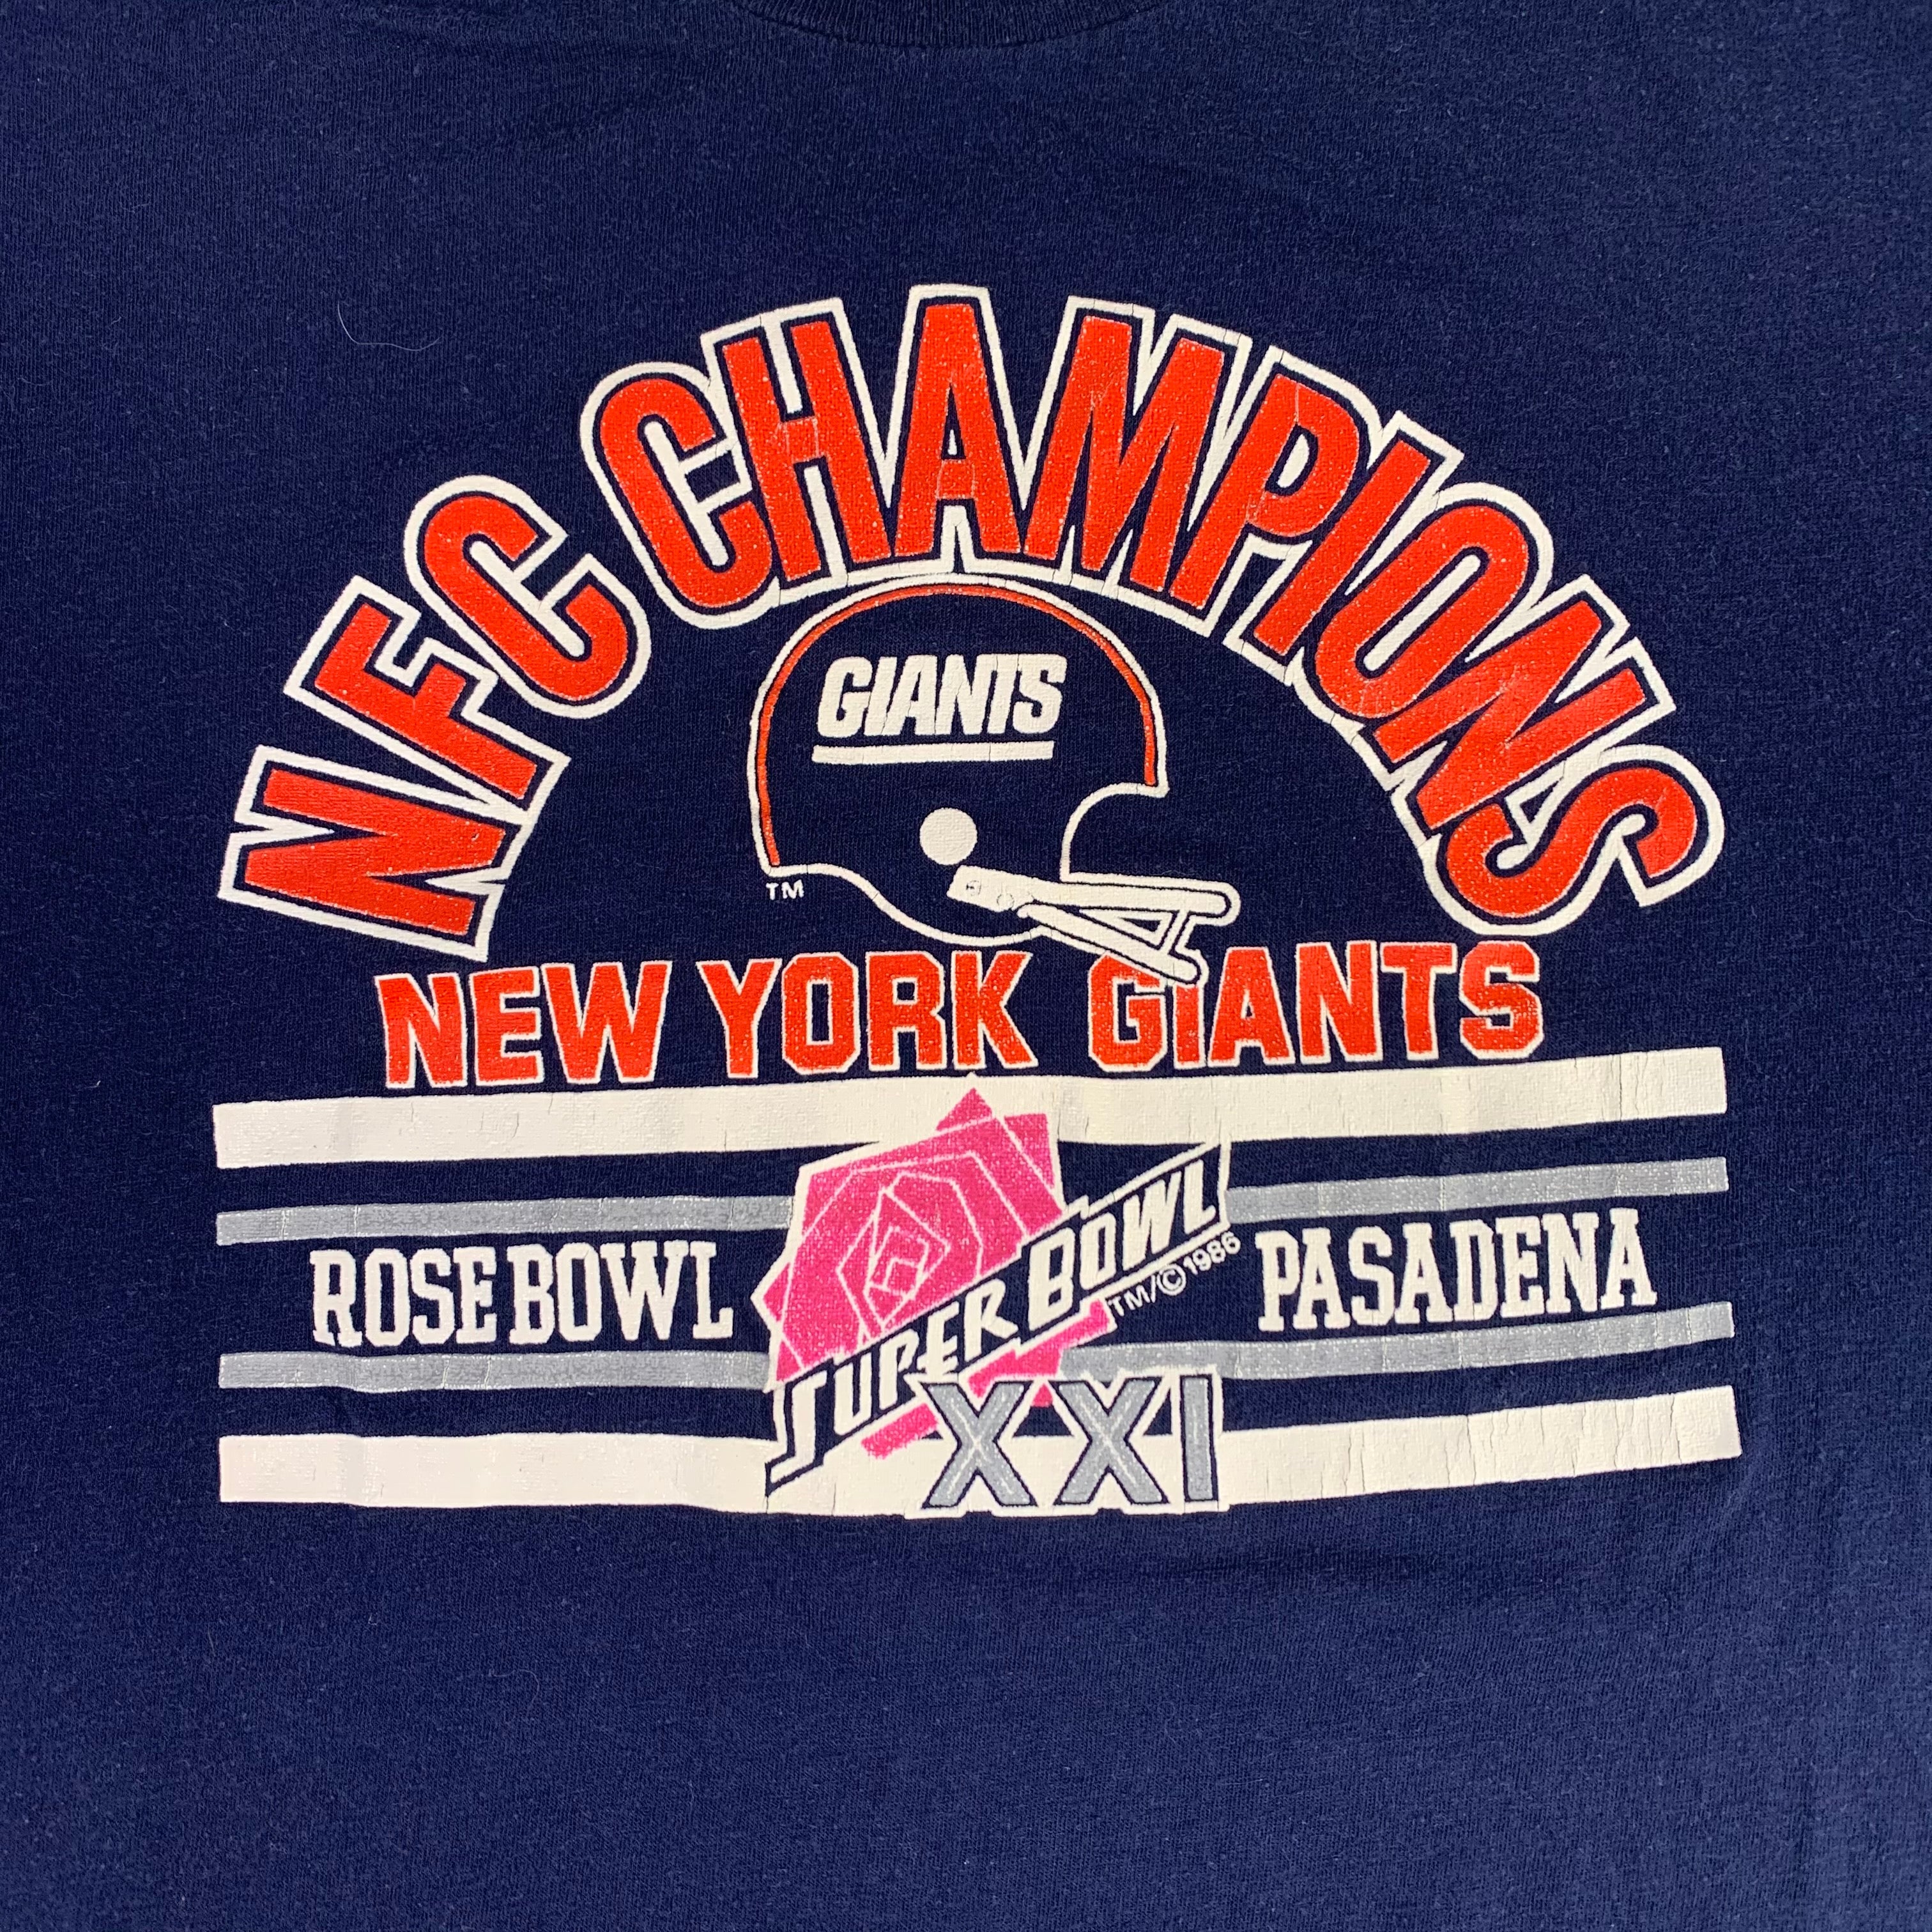 NFC CHAMPIONS
GIANTS
TM
NEW YORK GIANTS
ROSE BOWL
SUPER BOWL
TM/©1986
XXI
PASADENA